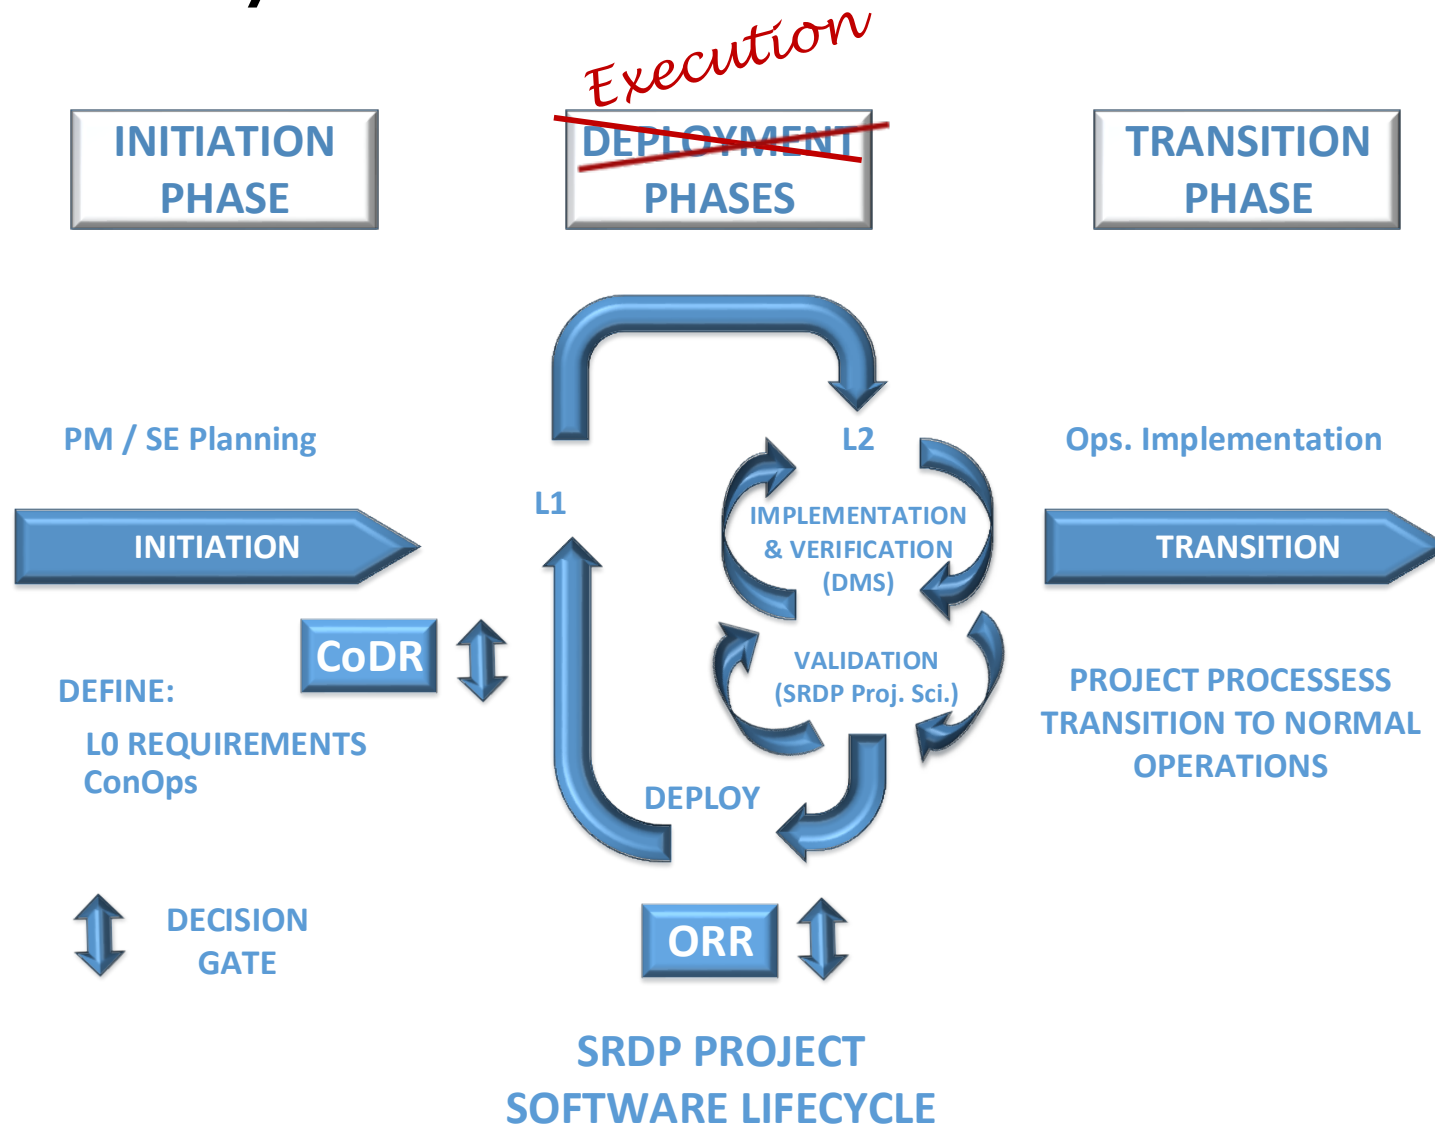 Execution
INITIATION
PHASE
DEPLOYMENT
PHASES
TRANSITION
PHASE
PM / SE Planning
INITIATION
CoDR
DEFINE:
L0 REQUIREMENTS
ConOps
DECISION
GATE
L1
L2
IMPLEMENTATION
& VERIFICATION
(DMS)
VALIDATION
(SRDP Proj. Sci.)
DEPLOY
ORR
Ops. Implementation
TRANSITION
PROJECT PROCESSESS
TRANSITION TO NORMAL
OPERATIONS
SRDP PROJECT
SOFTWARE LIFECYCLE